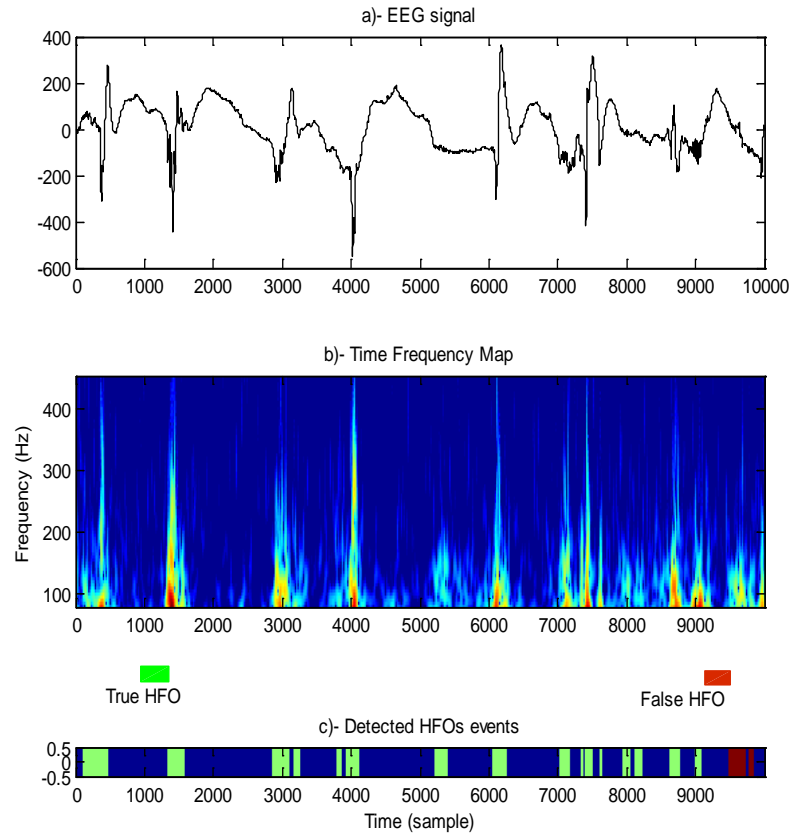 a)- EEG signal
400
200
0
-200
-400
-600
0 1000 2000 3000 4000 5000 6000 7000 8000 9000 10000
b)- Time Frequency Map
Frequency (Hz)
400
300
200
100
0 1000 2000 3000 4000 5000 6000 7000 8000 9000
True HFO
False HFO
c)- Detected HFOs events
0.5
0
-0.5
0 1000 2000 3000 4000 5000 6000 7000 8000 9000
Time (sample)